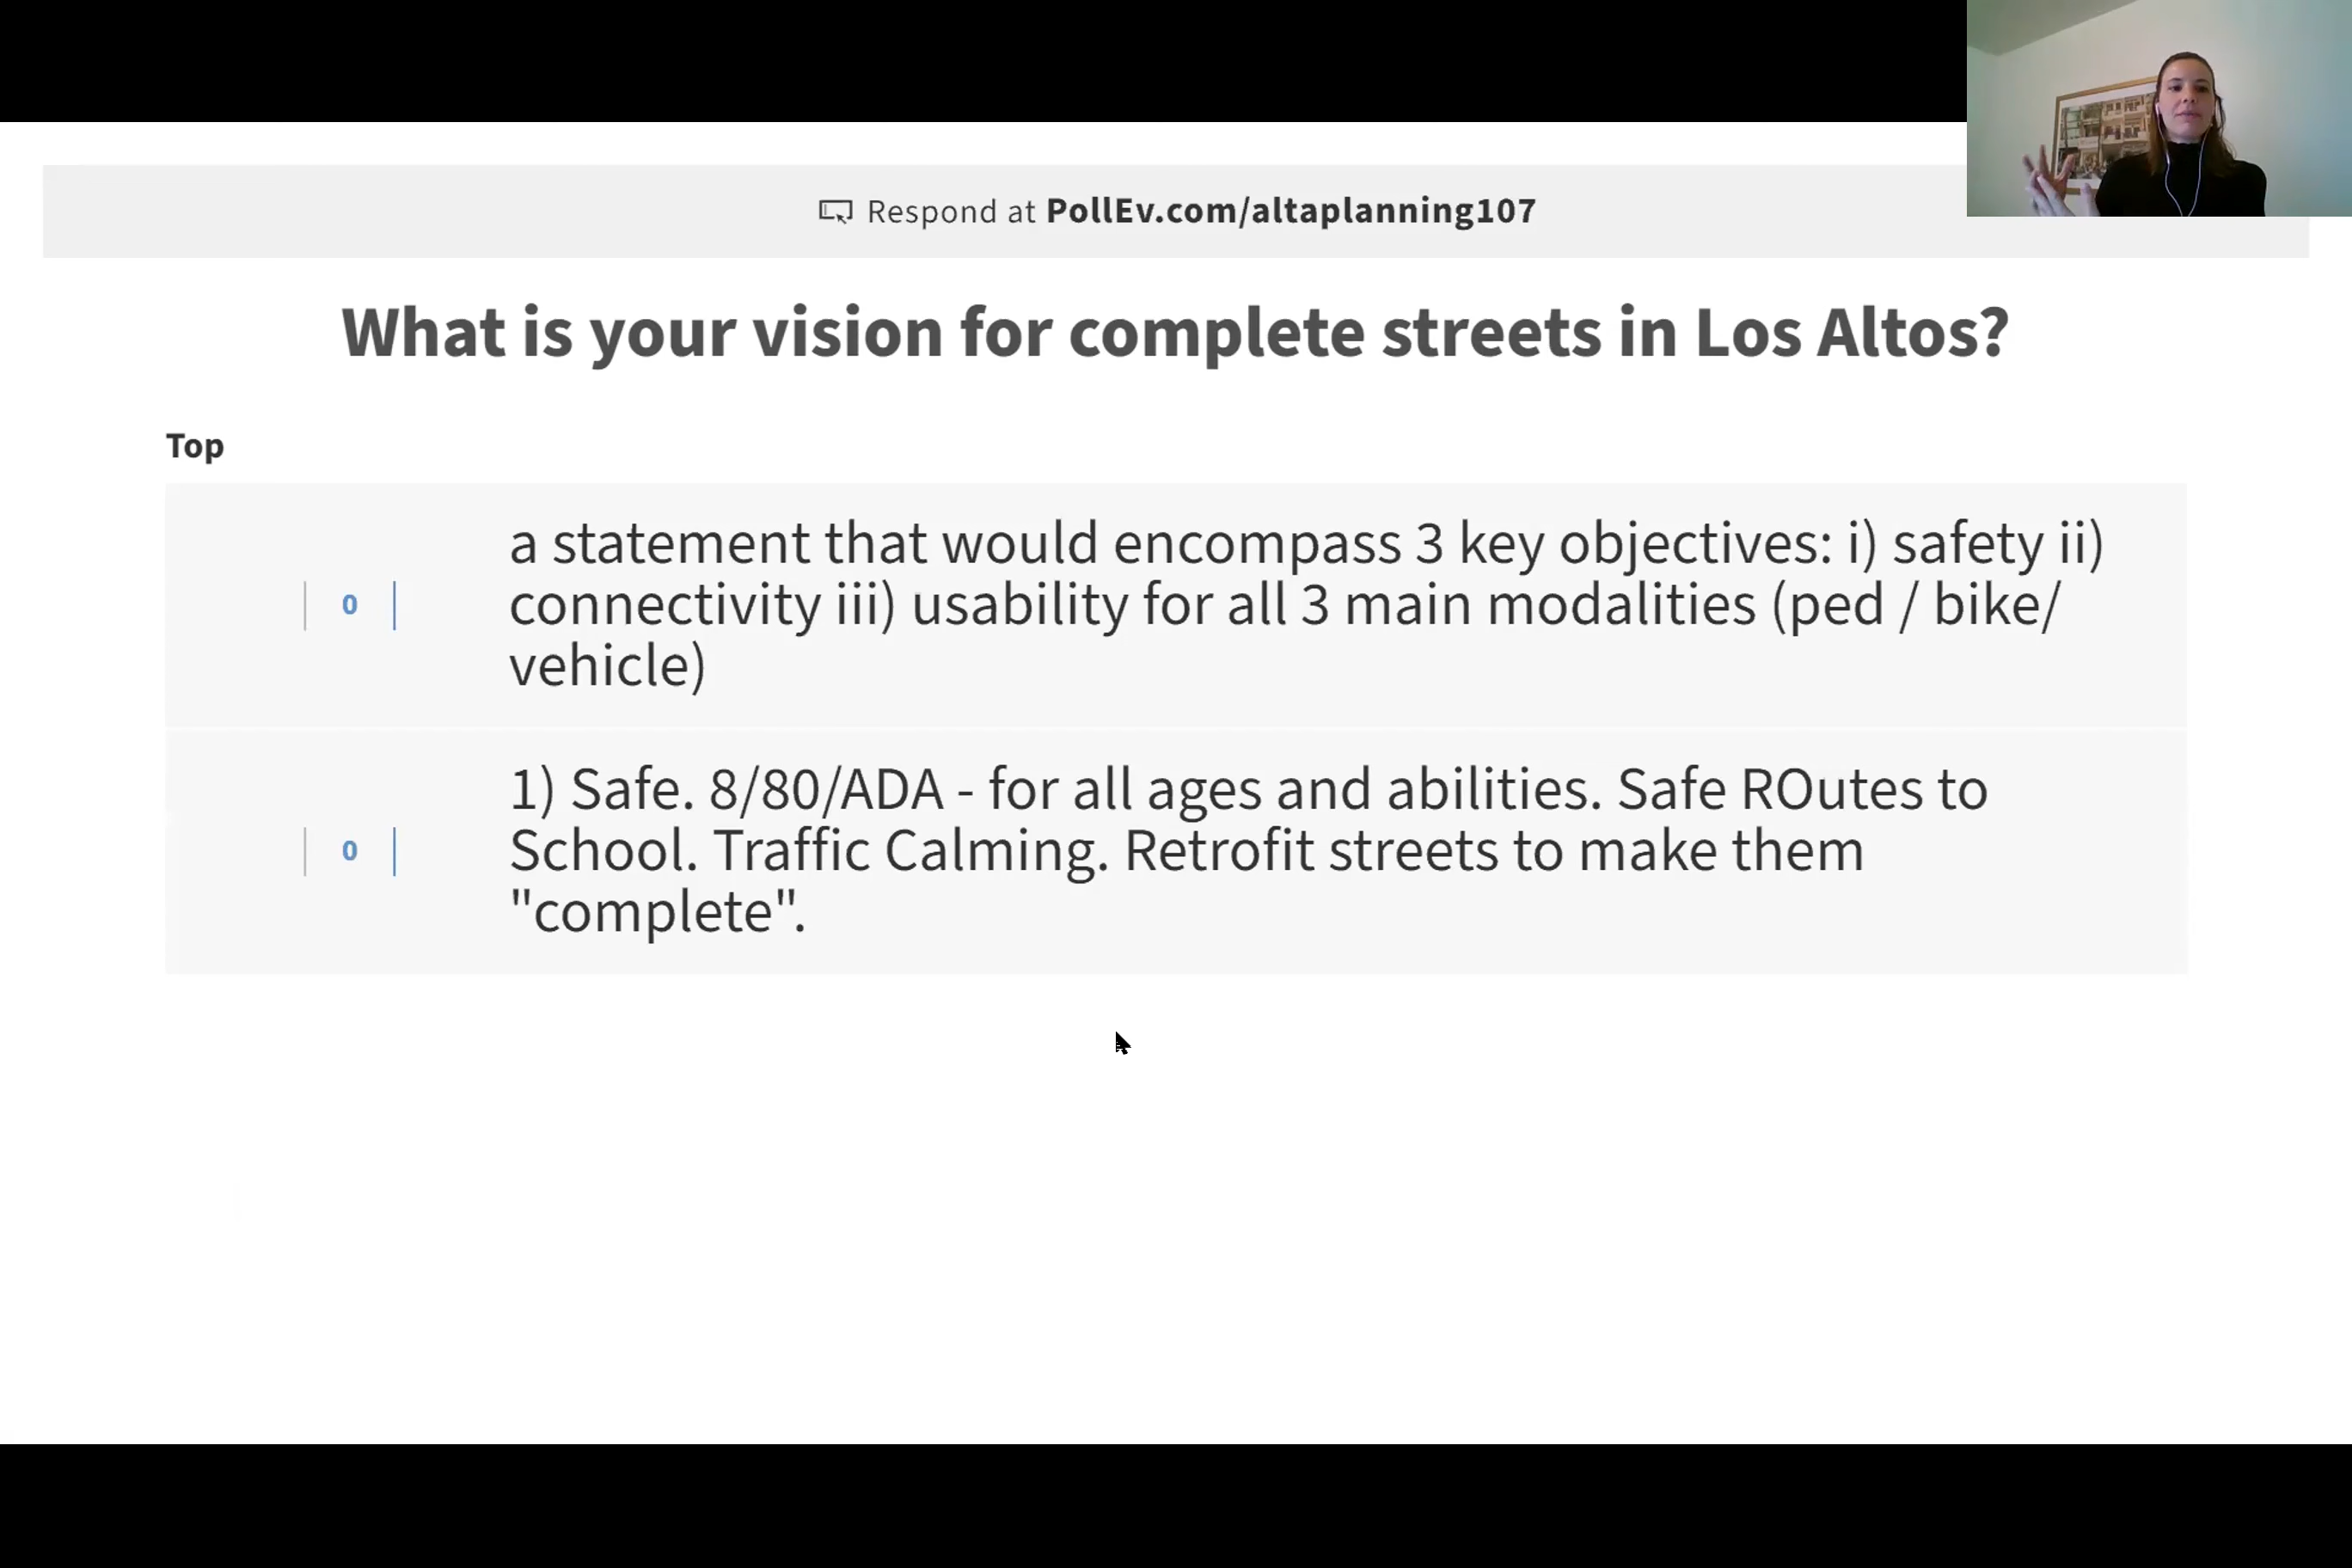 Respond at PollEv.com/altaplanning107
What is your vision for complete streets in Los Altos?
Top
0
a statement that would encompass 3 key objectives: i) safety ii)
connectivity iii) usability for all 3 main modalities (ped / bike/
vehicle)
0
1) Safe. 8/80/ADA - for all ages and abilities. Safe ROutes to
School. Traffic Calming. Retrofit streets to make them
"complete".